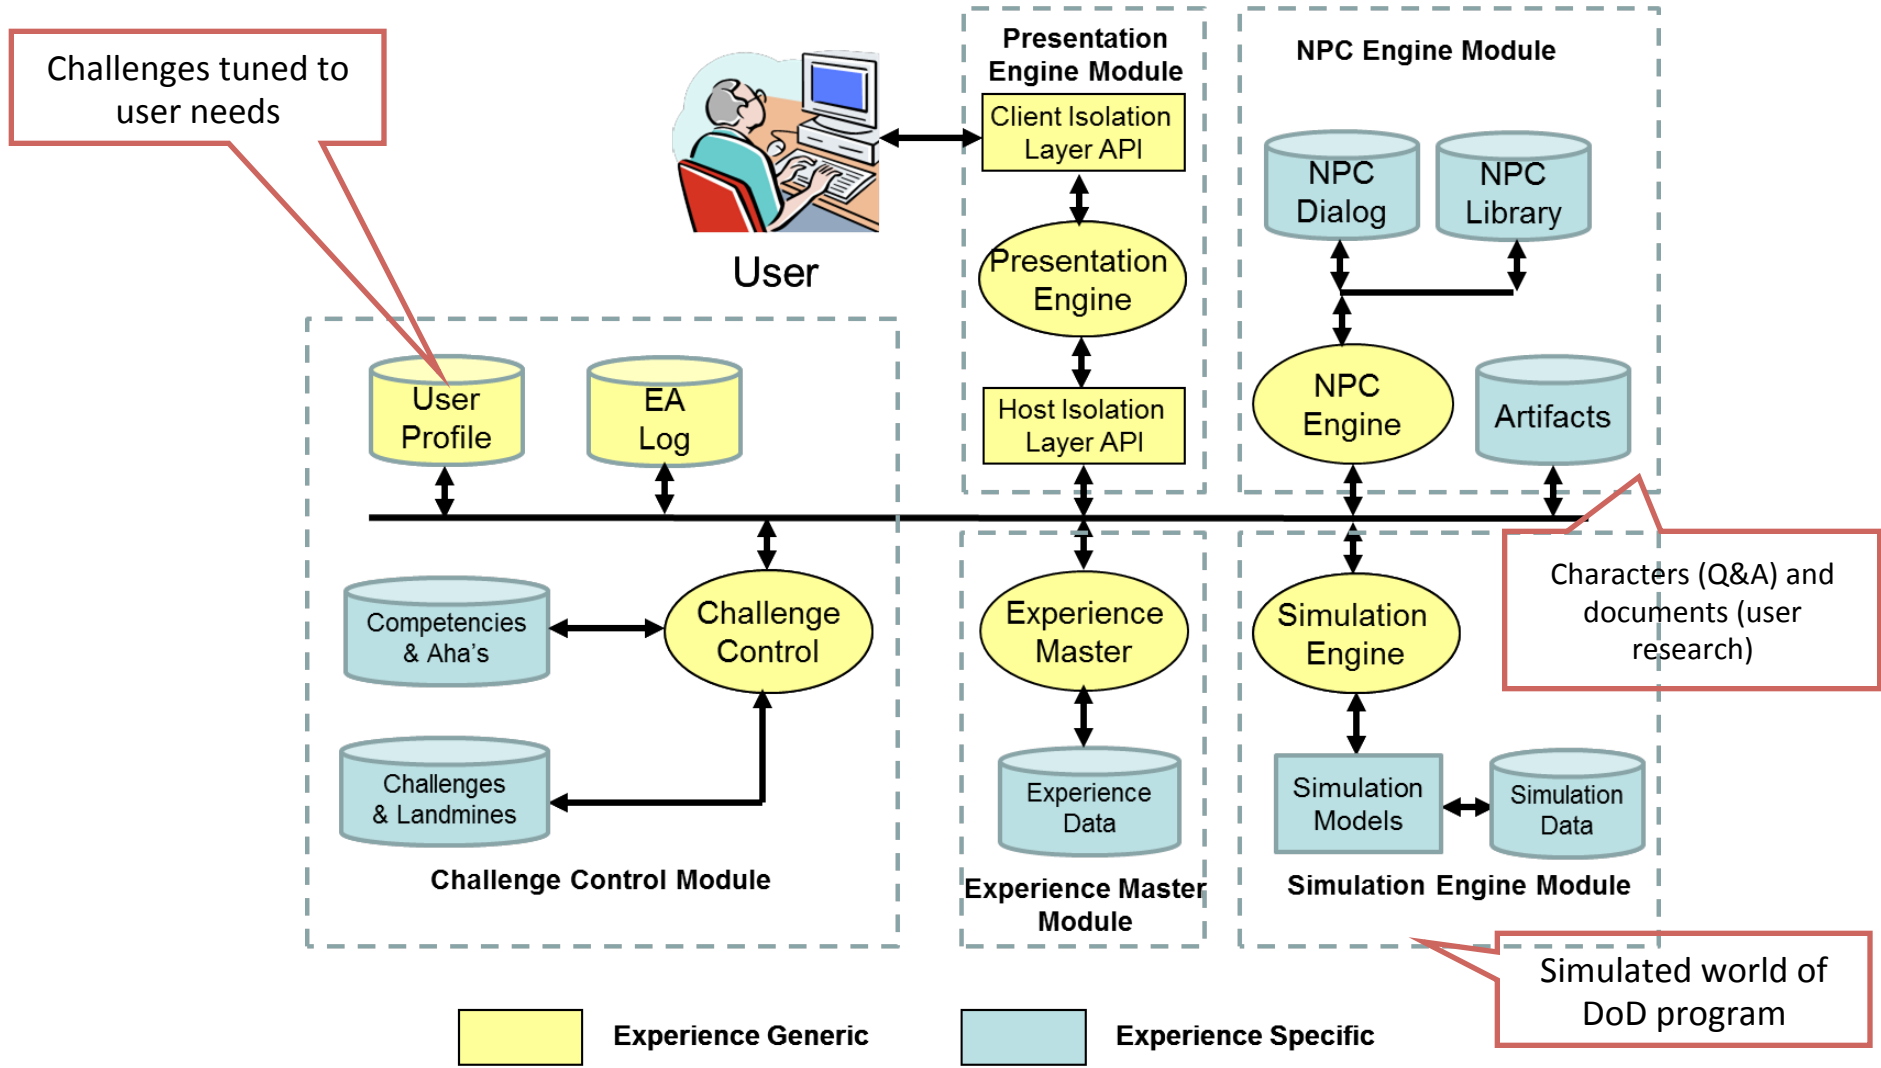 Challenges tuned to
user needs
User
Presentation
Engine Module
Client Isolation
Layer API
Presentation
Engine
Host Isolation
Layer API
NPC Engine Module
NPC
Dialog
NPC
Library
NPC
Engine
Artifacts
Characters (Q&A) and
documents (user
research)
User
Profile
EA
Log
Competencies
& Aha's
Challenge
Control
Challenges
& Landmines
Challenge Control Module
Experience
Master
Experience
Data
Experience Master
Module
Simulation
Engine
Simulation
Models
Simulation
Data
Simulation Engine Module
Simulated world of
DoD program
Experience Generic
Experience Specific